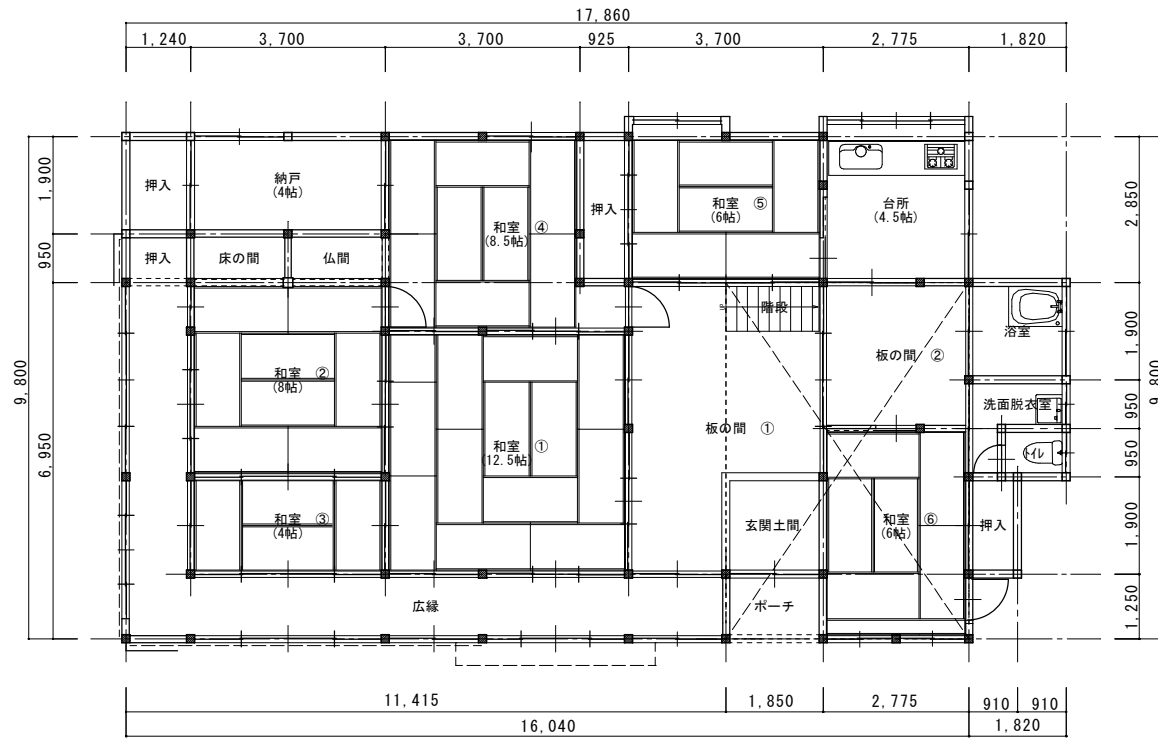 17,860
1,240
3,700
3,700
925
3,700
2,775
1,820
1,900
950
6,950
9,800
2,850
1,900
950
950
1,900
1,250
9,800
押入
納戸
(4帖)
押入
床の間
仏間
和室 ④
(8.5帖)
押入
和室 ⑤
(6帖)
台所
(4.5帖)
階段
浴室
板の間 ②
和室 ②
(8帖)
洗面脱衣室
板の間 ①
和室 ①
(12.5帖)
トイレ
和室 ③
(4帖)
玄関土間
和室 ⑥
(6帖)
押入
広縁
ポーチ
11,415
1,850
2,775
910
910
16,040
1,820